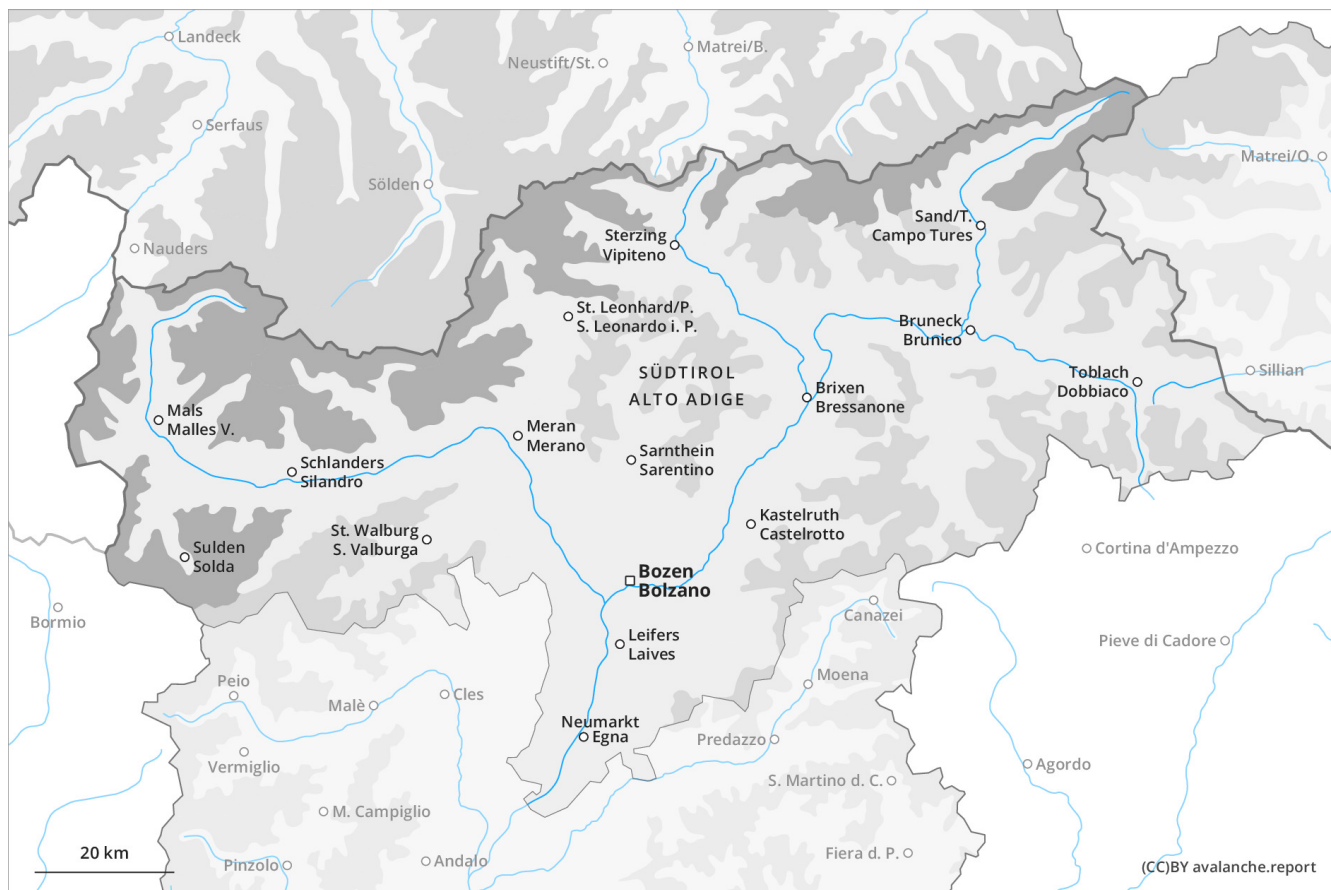 Landeck
Matrei/B.
Neustift/St.
Serfaus
Matrei/O.
Sölden
Sand/T.
Campo Tures
Nauders
Sterzing
Vipiteno
St. Leonhard/P.
S. Leonardo i. P.
Bruneck
Brunico
SÜDTIROL
ALTO ADIGE
Toblach
Dobbiaco
Sillian
Brixen
Bressanone
Mals
Malles V.
Meran
Merano
Schlanders
Silandro
Sarnthein
Sarentino
Kastelruth
Castelrotto
St. Walburg
S. Valburga
Sulden
Solda
Cortina d'Ampezzo
Bozen
Bolzano
Bormio
Canazei
Leifers
Laives
Pieve di Cadore
Peio
Moena
Malè
Cles
Neumarkt
Egna
Predazzo
Vermiglio
Agordo
S. Martino d. C.
M. Campiglio
20 km
Pinzolo
Andalo
Fiera d. P.
(CC)BY avalanche.report